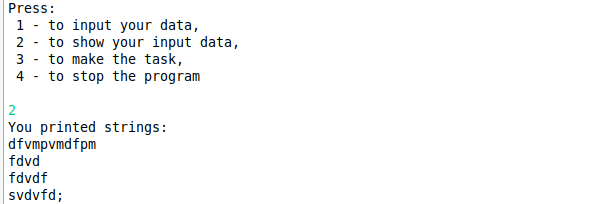 Press:
 1 - to input your data,
 2 - to show your input data,
 3 - to make the task,
 4 - to stop the program

2
You printed strings:
dfvmpvmdfpm
fdvd
fdvdf
svdvfd;